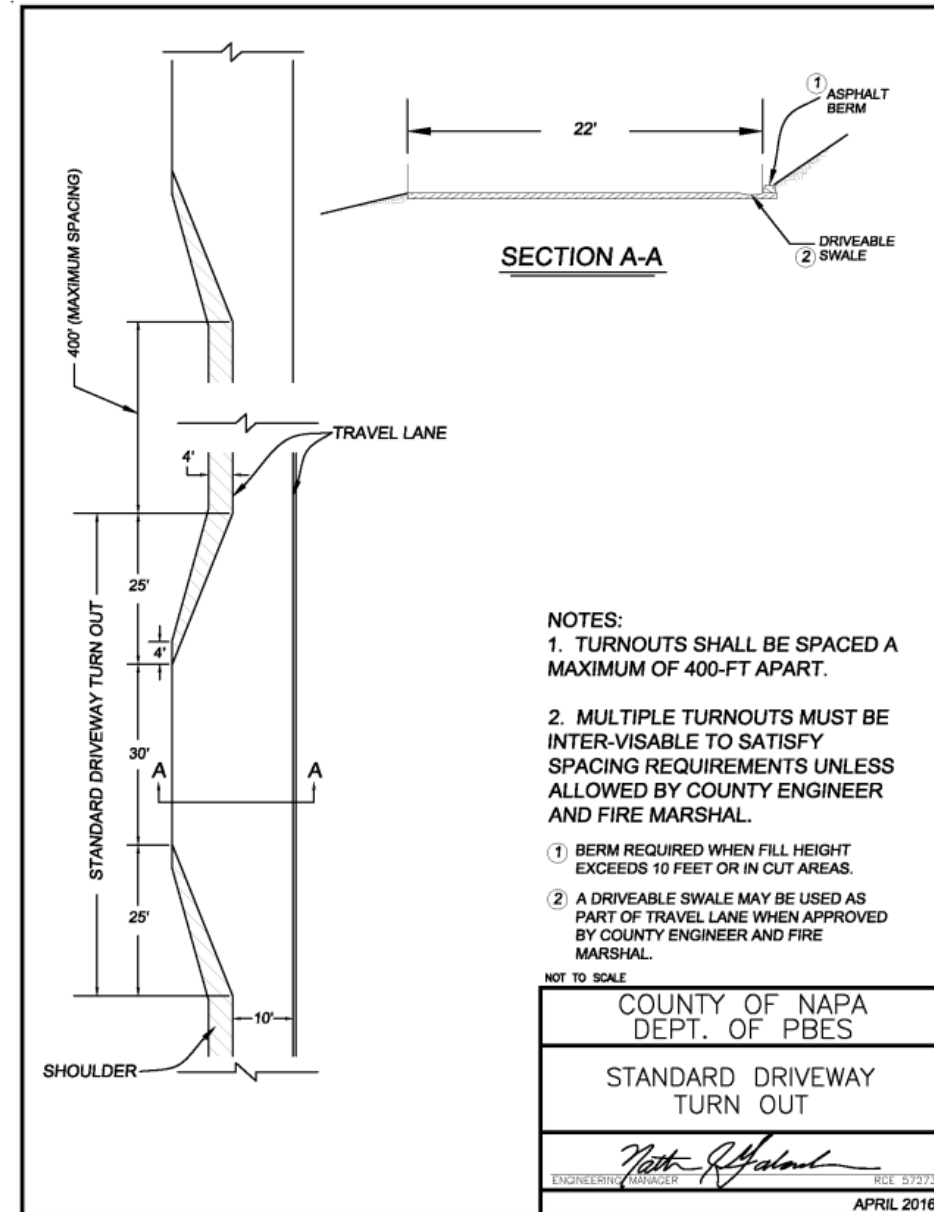 22'
1
ASPHALT
BERM
DRIVEABLE
2 SWALE
SECTION A-A
400' (MAXIMUM SPACING)
TRAVEL LANE
4'
25'
4'
STANDARD DRIVEWAY TURN OUT
30'
A A
25'
10'
SHOULDER
NOTES:
1. TURNOUTS SHALL BE SPACED A
MAXIMUM OF 400-FT APART.
2. MULTIPLE TURNOUTS MUST BE
INTER-VISABLE TO SATISFY
SPACING REQUIREMENTS UNLESS
ALLOWED BY COUNTY ENGINEER
AND FIRE MARSHAL.
1 BERM REQUIRED WHEN FILL HEIGHT
EXCEEDS 10 FEET OR IN CUT AREAS.
2 A DRIVEABLE SWALE MAY BE USED AS
PART OF TRAVEL LANE WHEN APPROVED
BY COUNTY ENGINEER AND FIRE
MARSHAL.
NOT TO SCALE
COUNTY OF NAPA
DEPT. OF PBES
STANDARD DRIVEWAY
TURN OUT
ENGINEERING MANAGER RCE 57273
APRIL 2016